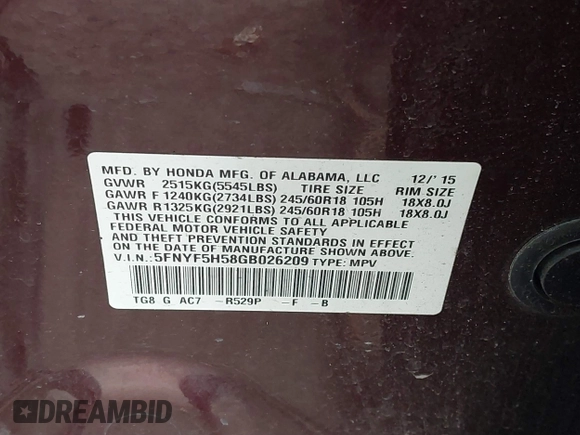 MFD. BY HONDA MFG. OF ALABAMA, LLC 12/' 15
GVWR 2515KG(5545LBS) TIRE SIZE RIM SIZE
GAWR F 1240KG(2734LBS) 245/60R18 105H 18X8.0J
GAWR R1325KG(2921LBS) 245/60R18 105H 18X8.0J
THIS VEHICLE CONFORMS TO ALL APPLICABLE
FEDERAL MOTOR VEHICLE SAFETY AND
THEFT PREVENTION STANDARDS IN EFFECT ON
THE DATE OF MANUFACTURE SHOWN ABOVE.
V.I.N.:5FNYF5H58GB026209 TYPE: MPV
TG8 G AC7 -R529P -F -B
DREAMBID